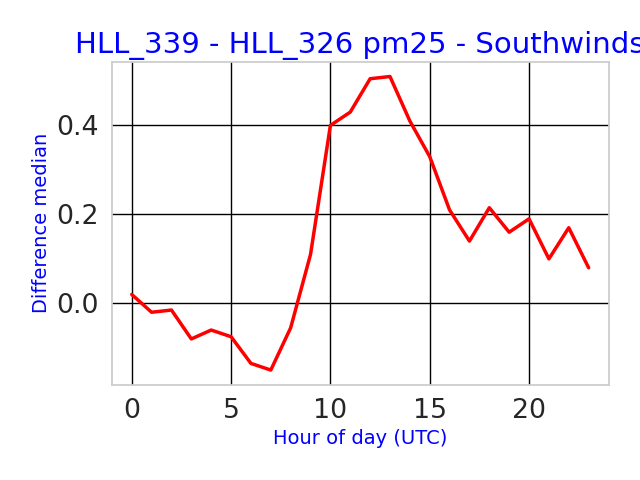 HLL_339 - HLL_326 pm25 - Southwinds
Difference median
0.4
0.2
0.0
0 5 10 15 20
Hour of day (UTC)